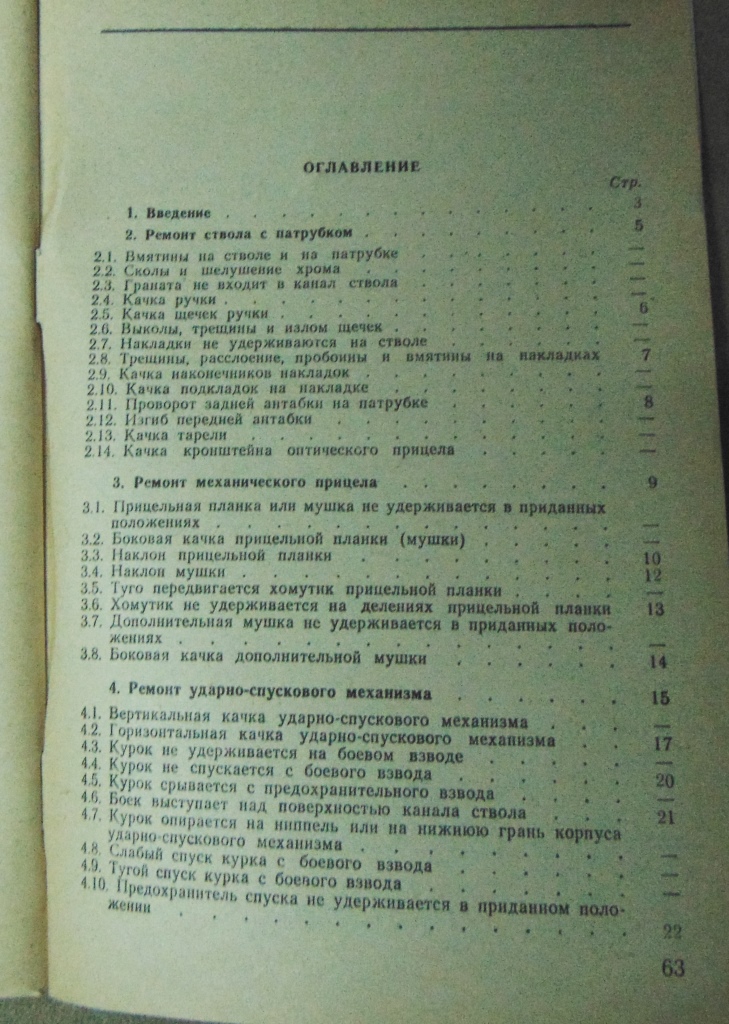 ОГЛАВЛЕНИЕ
Стр.
1. Введение . . . . . . . . . . . . . 3
2. Ремонт ствола с патрубком . . . . . . . . 5
2.1. Вмятины на стволе и на патрубке . . . . . . —
2.2. Сколы и шелушение хрома . . . . . . . —
2.3. Граната не входит в канал ствола . . . . . . —
2.4. Качка ручки . . . . . . . . . . . —
2.5. Качка щечек ручки . . . . . . . . . 6
2.6. Выколы, трещины и излом щечек . . . . . . —
2.7. Накладки не удерживаются на стволе . . . . . —
2.8. Трещины, расслоение, пробоины и вмятины на накладках 7
2.9. Качка наконечников накладок . . . . . . . —
2.10. Качка подкладок на накладке . . . . . . —
2.11. Проворот задней антабки на патрубке . . . . . 8
2.12. Изгиб передней антабки . . . . . . . . —
2.13. Качка тарели . . . . . . . . . . —
2.14. Качка кронштейна оптического прицела . . . . —
3. Ремонт механического прицела . . . . . . . 9
3.1. Прицельная планка или мушка не удерживается в приданных
положениях . . . . . . . . . . . —
3.2. Боковая качка прицельной планки (мушки) . . . . —
3.3. Наклон прицельной планки . . . . . . . 10
3.4. Наклон мушки . . . . . . . . . . 12
3.5. Туго передвигается хомутик прицельной планки . . . . —
3.6. Хомутик не удерживается на делениях прицельной планки 13
3.7. Дополнительная мушка не удерживается в приданных поло-
жениях . . . . . . . . . . . . —
3.8. Боковая качка дополнительной мушки . . . . . 14
4. Ремонт ударно-спускового механизма . . . . . 15
4.1. Вертикальная качка ударно-спускового механизма . . . —
4.2. Горизонтальная качка ударно-спускового механизма . . 17
4.3. Курок не удерживается на боевом взводе . . . . —
4.4. Курок не спускается с боевого взвода . . . . . 20
4.5. Курок срывается с предохранительного взвода . . . . —
4.6. Боек выступает над поверхностью канала ствола . . . 21
4.7. Курок опирается на ниппель или на нижнюю грань корпуса
ударно-спускового механизма . . . . . . . —
4.8. Слабый спуск курка с боевого взвода . . . . . —
4.9. Тугой спуск курка с боевого взвода . . . . . —
4.10. Предохранитель спуска не удерживается в приданном поло-
жении . . . . . . . . . . . . 22
63